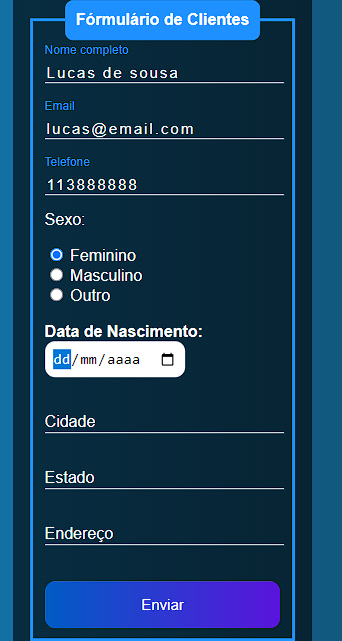 Fórmulário de Clientes
Nome completo
Lucas de sousa
Email
lucas@email.com
Telefone
113888888
Sexo:
Feminino
Masculino
Outro
Data de Nascimento:
dd/mm/aaaa
Cidade
Estado
Endereço
Enviar